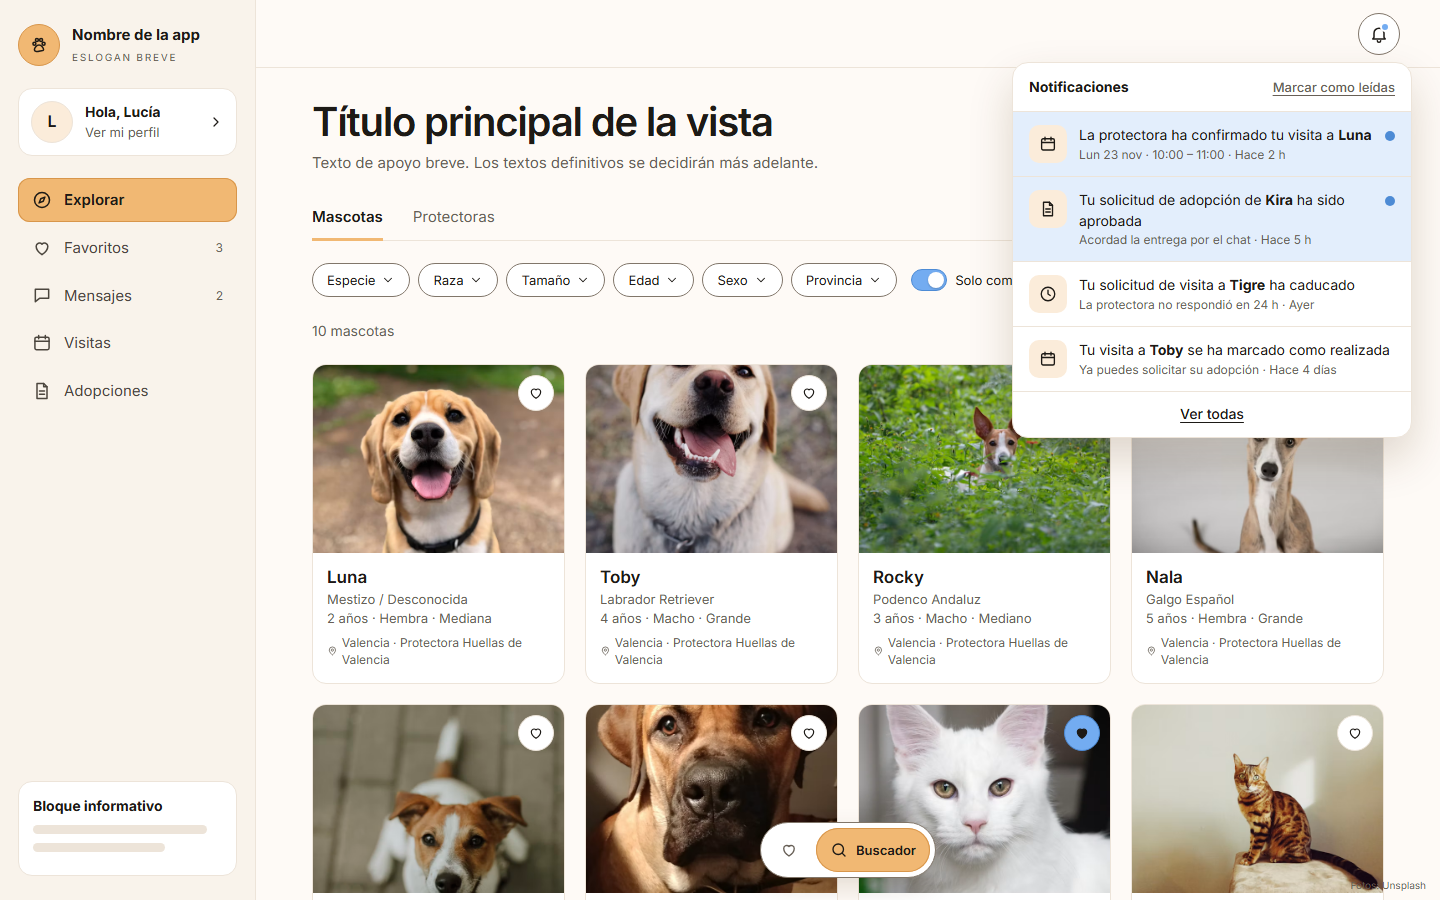 Nombre de la app
ESLOGAN BREVE
L
Hola, Lucía
Ver mi perfil
Explorar
Favoritos
3
Mensajes
2
Visitas
Adopciones
Bloque informativo
Título principal de la vista
Texto de apoyo breve. Los textos definitivos se decidirán más adelante.
Mascotas
Protectoras
Especie
Raza
Tamaño
Edad
Sexo
Provincia
Solo com
10 mascotas
Notificaciones
Marcar como leídas
La protectora ha confirmado tu visita a Luna
Lun 23 nov · 10:00 – 11:00 · Hace 2 h
Tu solicitud de adopción de Kira ha sido
aprobada
Acordad la entrega por el chat · Hace 5 h
Tu solicitud de visita a Tigre ha caducado
La protectora no respondió en 24 h · Ayer
Tu visita a Toby se ha marcado como realizada
Ya puedes solicitar su adopción · Hace 4 días
Ver todas
Luna
Mestizo / Desconocida
2 años · Hembra · Mediana
Valencia · Protectora Huellas de
Valencia
Toby
Labrador Retriever
4 años · Macho · Grande
Valencia · Protectora Huellas de
Valencia
Rocky
Podenco Andaluz
3 años · Macho · Mediano
Valencia · Protectora Huellas de
Valencia
Nala
Galgo Español
5 años · Hembra · Grande
Valencia · Protectora Huellas de
Valencia
Buscador
Fotos: Unsplash